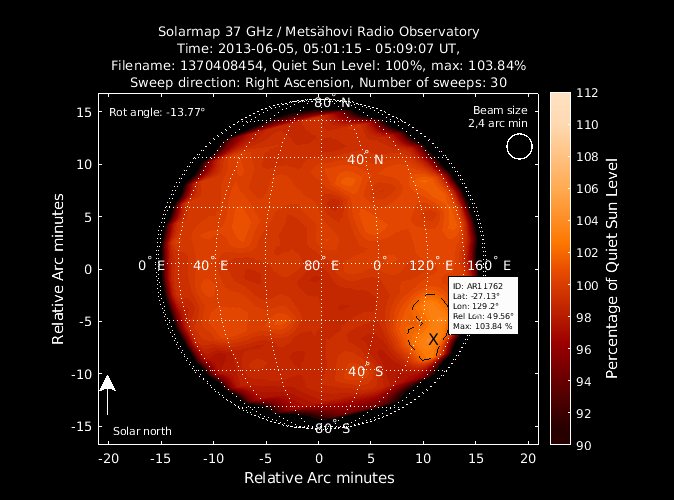 Solarmap 37 GHz / Metsähovi Radio Observatory
Time: 2013-06-05, 05:01:15 - 05:09:07 UT,
Filename: 1370408454, Quiet Sun Level: 100%, max: 103.84%
Sweep direction: Right Ascension, Number of sweeps: 30
Rot angle: -13.77°
Beam size
2,4 arc min
80° N
40° N
0° E 40° E 80° E 0° 120° E 160° E
40° S
80° S
ID: AR11762
Lat: -27.13°
Lon: 129.2°
Rel Lon: 49.56°
Max: 103.84 %
X
Solar north
15
10
5
0
-5
-10
-15
Relative Arc minutes
-20 -15 -10 -5 0 5 10 15 20
Relative Arc minutes
112
110
108
106
104
102
100
98
96
94
92
90
Percentage of Quiet Sun Level